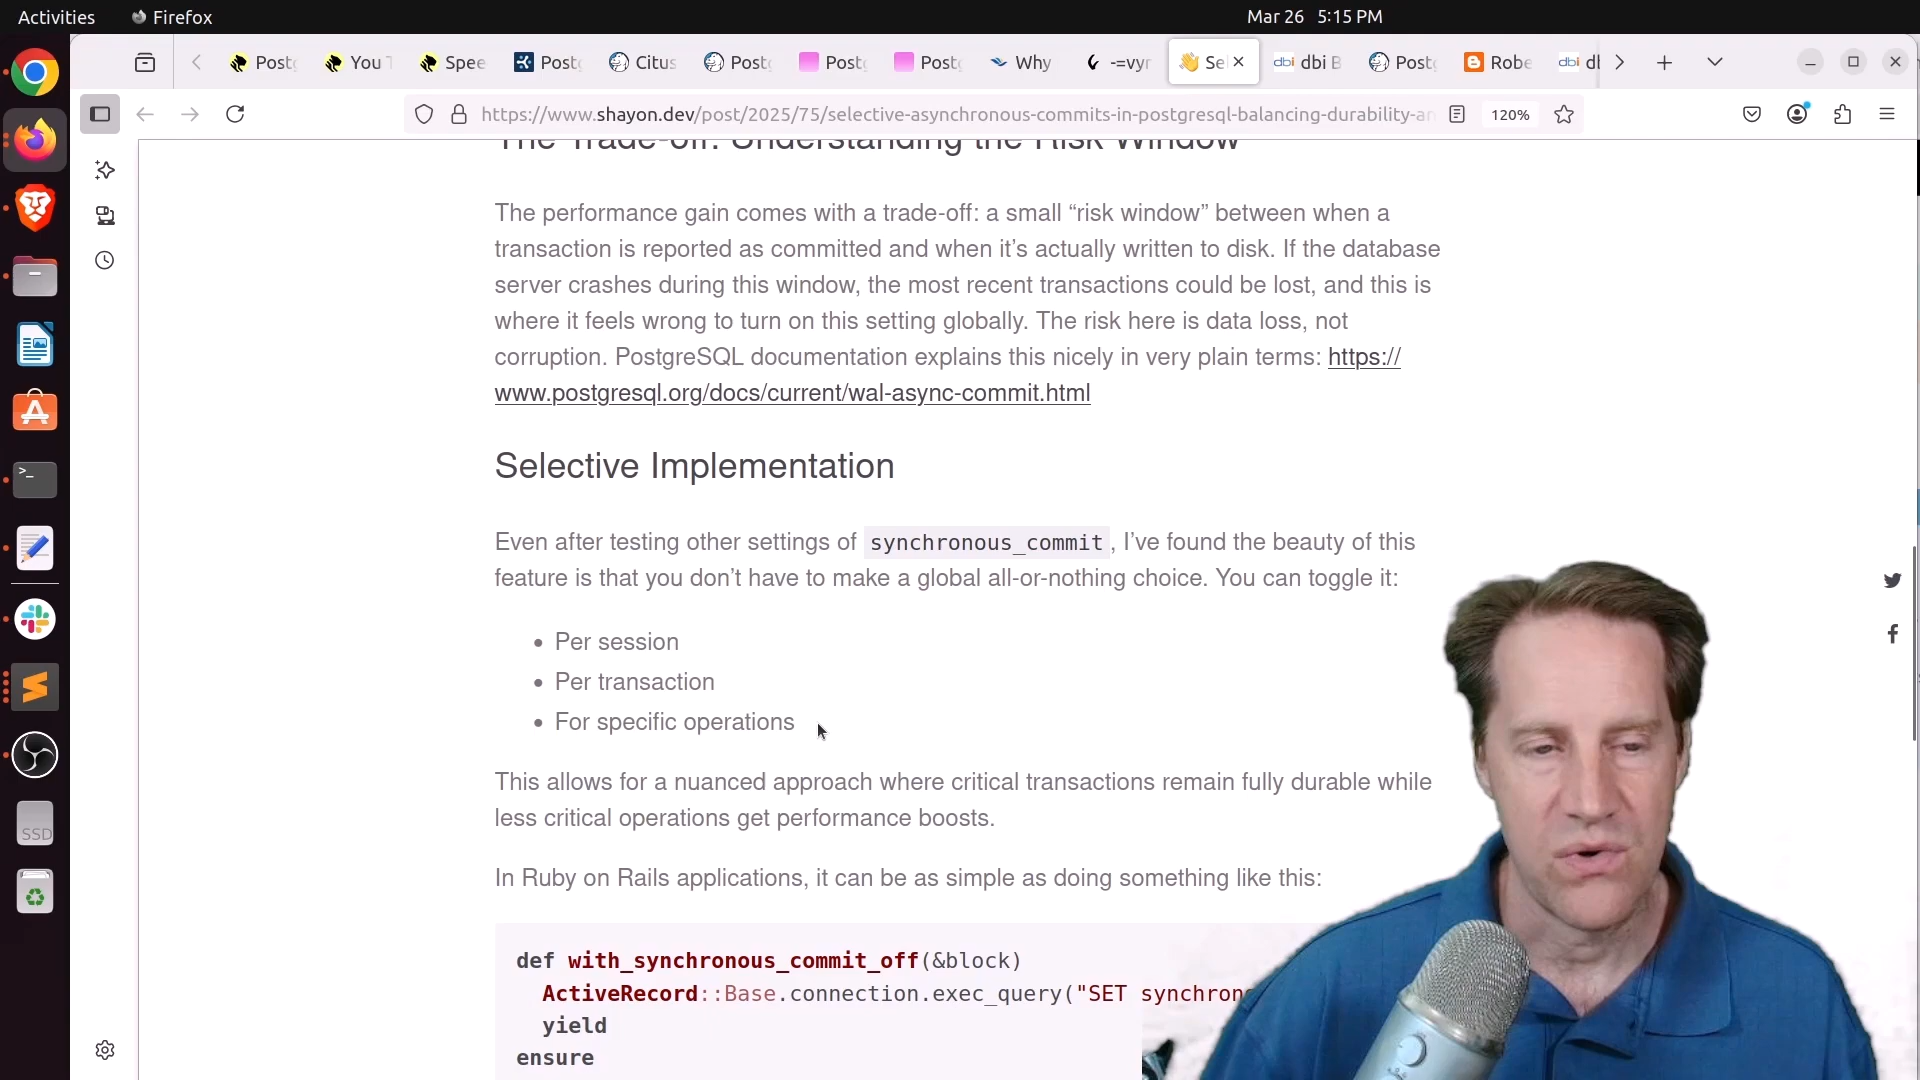 Activities
Firefox
Mar 26 5:15 PM
Post
You T
Spee
Post
Citus
Post
Post
Post
Why
-=vyr
Se
dbi B
Post
Robe
dbi
https://www.shayon.dev/post/2025/75/selective-asynchronous-commits-in-postgresql-balancing-durability-an
120%
The Trade-off: Understanding the Risk Window
The performance gain comes with a trade-off: a small “risk window” between when a
transaction is reported as committed and when it’s actually written to disk. If the database
server crashes during this window, the most recent transactions could be lost, and this is
where it feels wrong to turn on this setting globally. The risk here is data loss, not
corruption. PostgreSQL documentation explains this nicely in very plain terms: https://
www.postgresql.org/docs/current/wal-async-commit.html
Selective Implementation
Even after testing other settings of synchronous_commit, I’ve found the beauty of this
feature is that you don’t have to make a global all-or-nothing choice. You can toggle it:
• Per session
• Per transaction
• For specific operations
This allows for a nuanced approach where critical transactions remain fully durable while
less critical operations get performance boosts.
In Ruby on Rails applications, it can be as simple as doing something like this:
def with_synchronous_commit_off(&block)
ActiveRecord::Base.connection.exec_query("SET synchron
yield
ensure
SSD